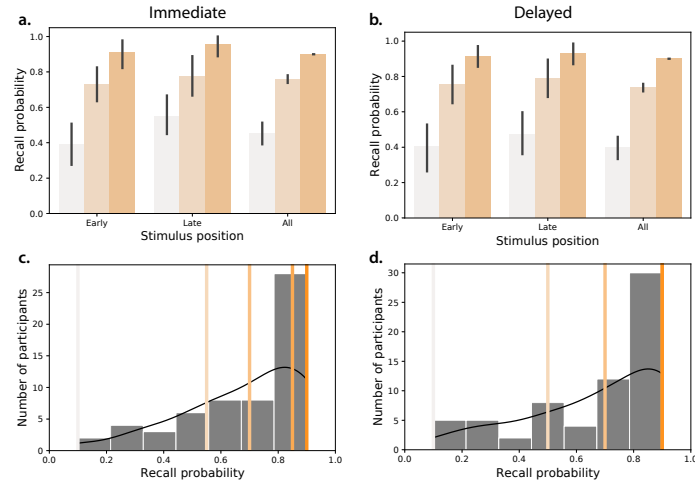 Immediate
Delayed
a.
b.
Recall probability
1.0
0.8
0.6
0.4
0.2
0.0
Early
Late
All
Stimulus position
Recall probability
1.0
0.8
0.6
0.4
0.2
0.0
Early
Late
All
Stimulus position
c.
d.
Number of participants
25
20
15
10
5
0
0.0
0.2
0.4
0.6
0.8
1.0
Recall probability
Number of participants
30
25
20
15
10
5
0
0.0
0.2
0.4
0.6
0.8
1.0
Recall probability